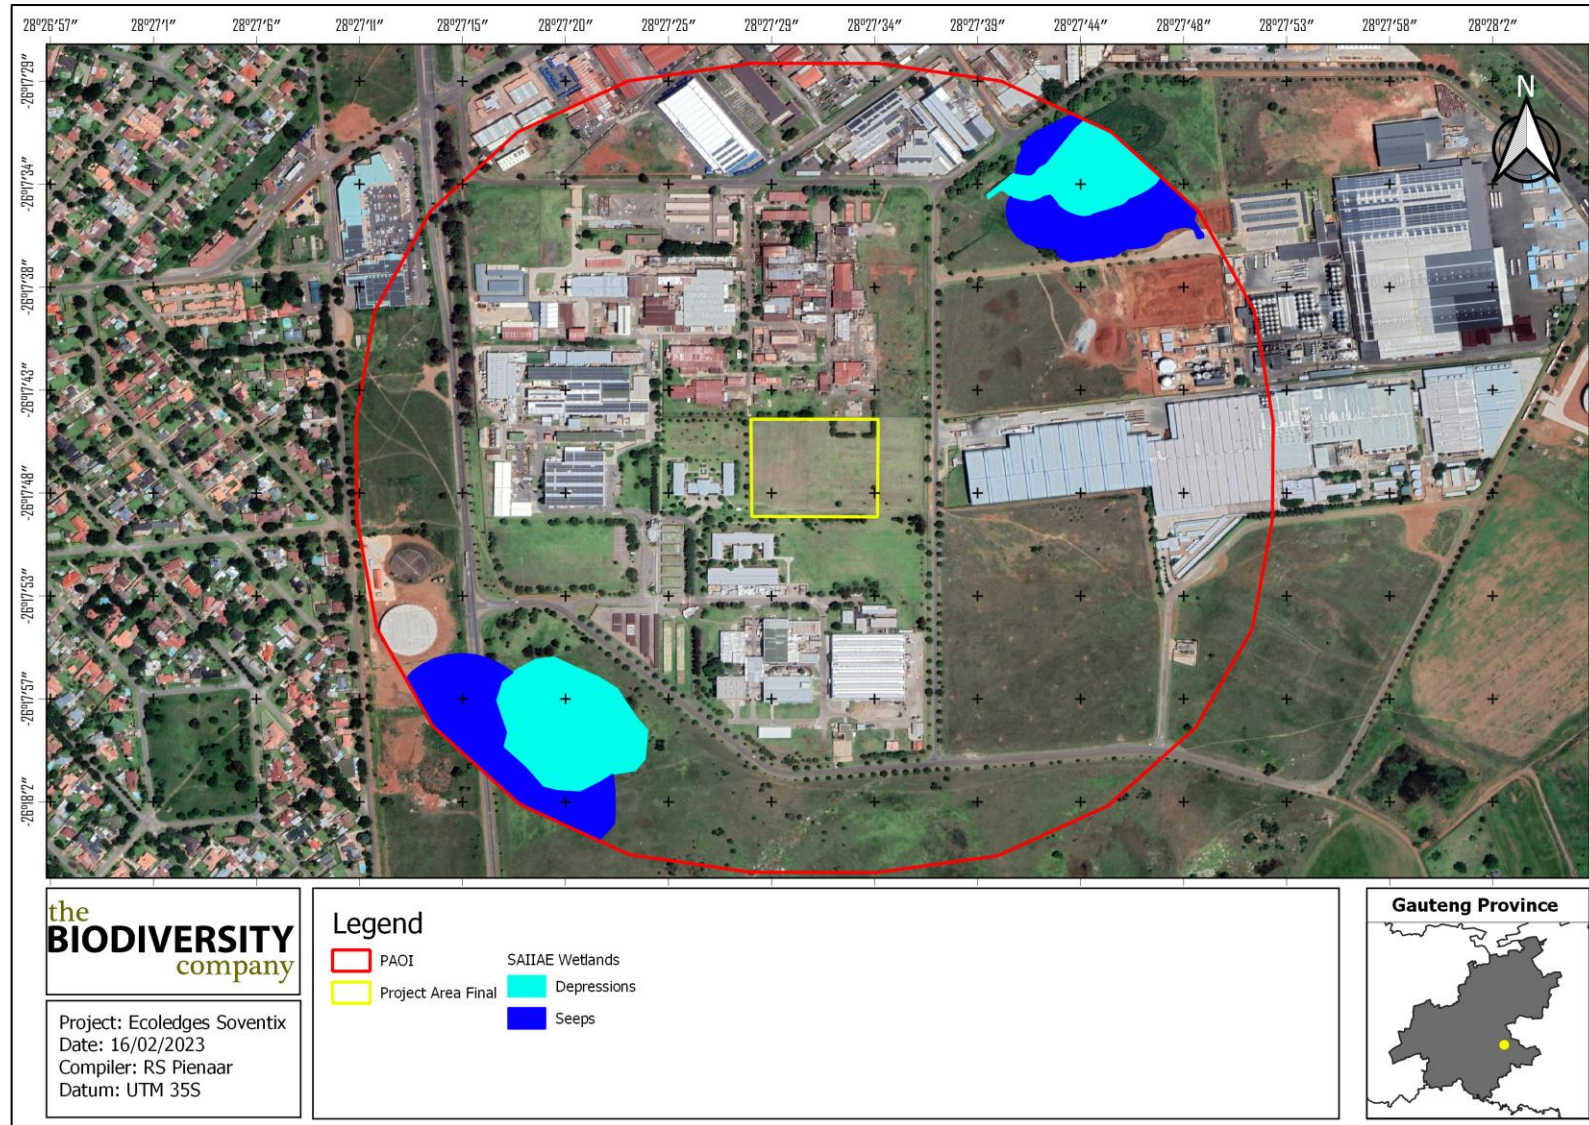 28°26'57" 28°27'1" 28°27'6" 28°27'1" 28°27'15" 28°27'20" 28°27'25" 28°27'29" 28°27'34" 28°27'39" 28°27'44" 28°27'48" 28°27'53" 28°27'58" 28°28'2"
-26°17'29"
-26°17'34"
-26°17'38"
-26°17'43"
-26°17'48"
-26°17'53"
-26°17'57"
-26°18'2"
N
the
BIODIVERSITY
company
Project: Ecoledges Soventix
Date: 16/02/2023
Compiler: RS Pienaar
Datum: UTM 35S
Legend
PAOI
Project Area Final
SAIIAE Wetlands
Depressions
Seeps
Gauteng Province